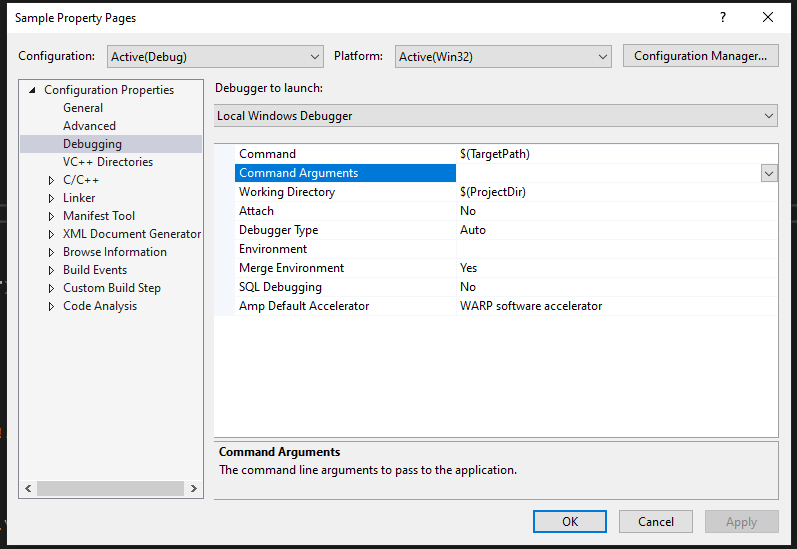 Sample Property Pages
?
Configuration: Active(Debug) Platform: Active(Win32) Configuration Manager...
Configuration Properties
General
Advanced
Debugging
VC++ Directories
C/C++
Linker
Manifest Tool
XML Document Generator
Browse Information
Build Events
Custom Build Step
Code Analysis
Debugger to launch:
Local Windows Debugger
Command $(TargetPath)
Command Arguments
Working Directory $(ProjectDir)
Attach No
Debugger Type Auto
Environment
Merge Environment Yes
SQL Debugging No
Amp Default Accelerator WARP software accelerator
Command Arguments
The command line arguments to pass to the application.
OK Cancel Apply